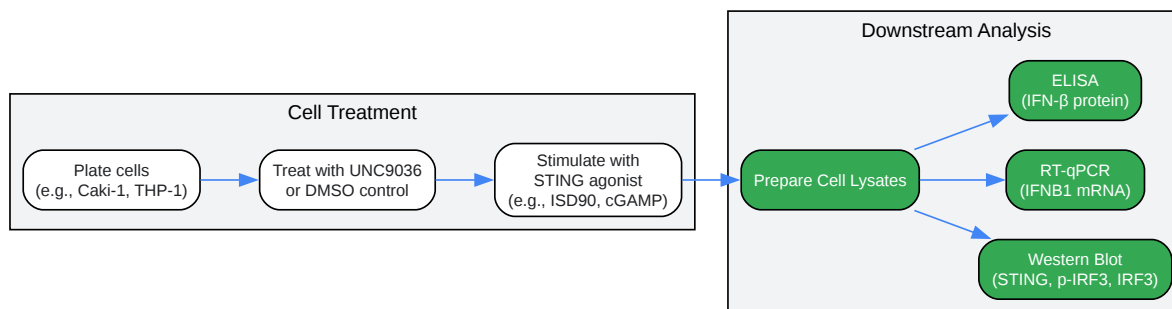 Cell Treatment
Plate cells
(e.g., Caki-1, THP-1)
Treat with UNC9036
or DMSO control
Stimulate with
STING agonist
(e.g., ISD90, cGAMP)
Downstream Analysis
Prepare Cell Lysates
ELISA
(IFN-β protein)
RT-qPCR
(IFNB1 mRNA)
Western Blot
(STING, p-IRF3, IRF3)